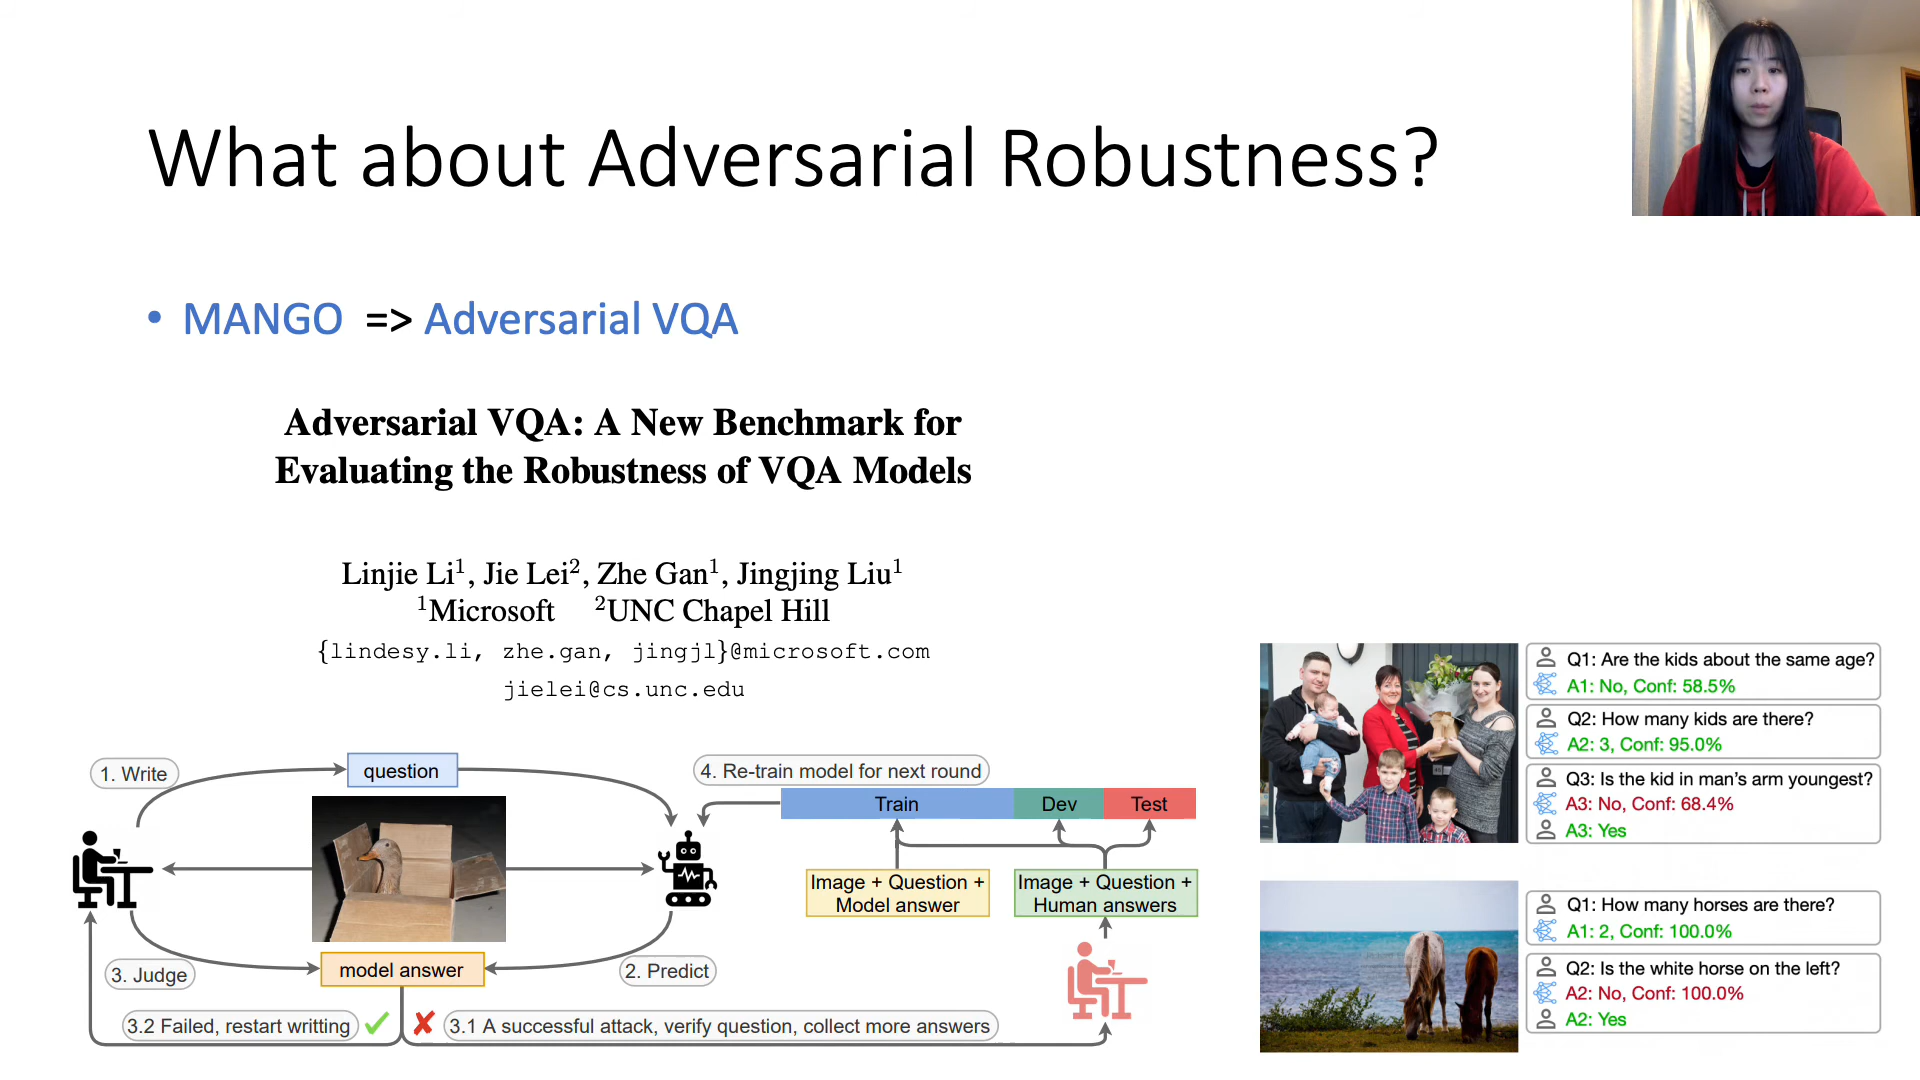 What about Adversarial Robustness?
• MANGO => Adversarial VQA
Adversarial VQA: A New Benchmark for
Evaluating the Robustness of VQA Models
Linjie Li¹, Jie Lei², Zhe Gan¹, Jingjing Liu¹
¹Microsoft ²UNC Chapel Hill
{lindesy.li, zhe.gan, jingjl}@microsoft.com
jielei@cs.unc.edu
1. Write
question
4. Re-train model for next round
Train
Dev
Test
Image + Question +
Model answer
Image + Question +
Human answers
3. Judge
model answer
2. Predict
3.2 Failed, restart writting
3.1 A successful attack, verify question, collect more answers
Q1: Are the kids about the same age?
A1: No, Conf: 58.5%
Q2: How many kids are there?
A2: 3, Conf: 95.0%
Q3: Is the kid in man's arm youngest?
A3: No, Conf: 68.4%
A3: Yes
Q1: How many horses are there?
A1: 2, Conf: 100.0%
Q2: Is the white horse on the left?
A2: No, Conf: 100.0%
A2: Yes